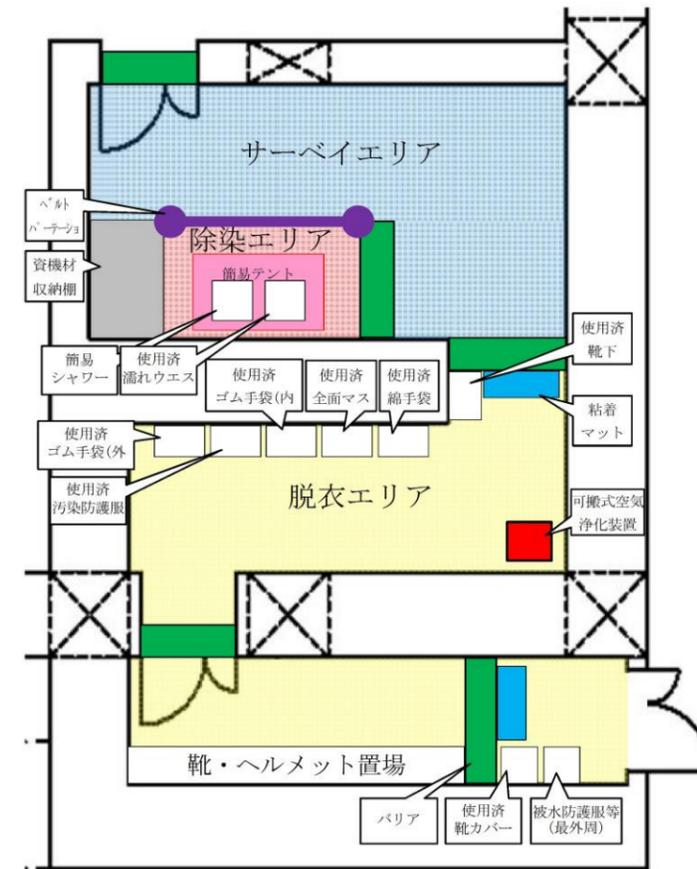 サーベイエリア
ベルト
パーテーショ
除染エリア
資機材
収納棚
簡易テント
簡易
シャワー
使用済
濡れウエス
使用済
靴下
使用済
ゴム手袋(内
使用済
全面マス
使用済
綿手袋
粘着
マット
使用済
ゴム手袋(外
使用済
汚染防護服
脱衣エリア
可搬式空気
浄化装置
靴・ヘルメット置場
バリア
使用済
靴カバー
被水防護服等
(最外周)